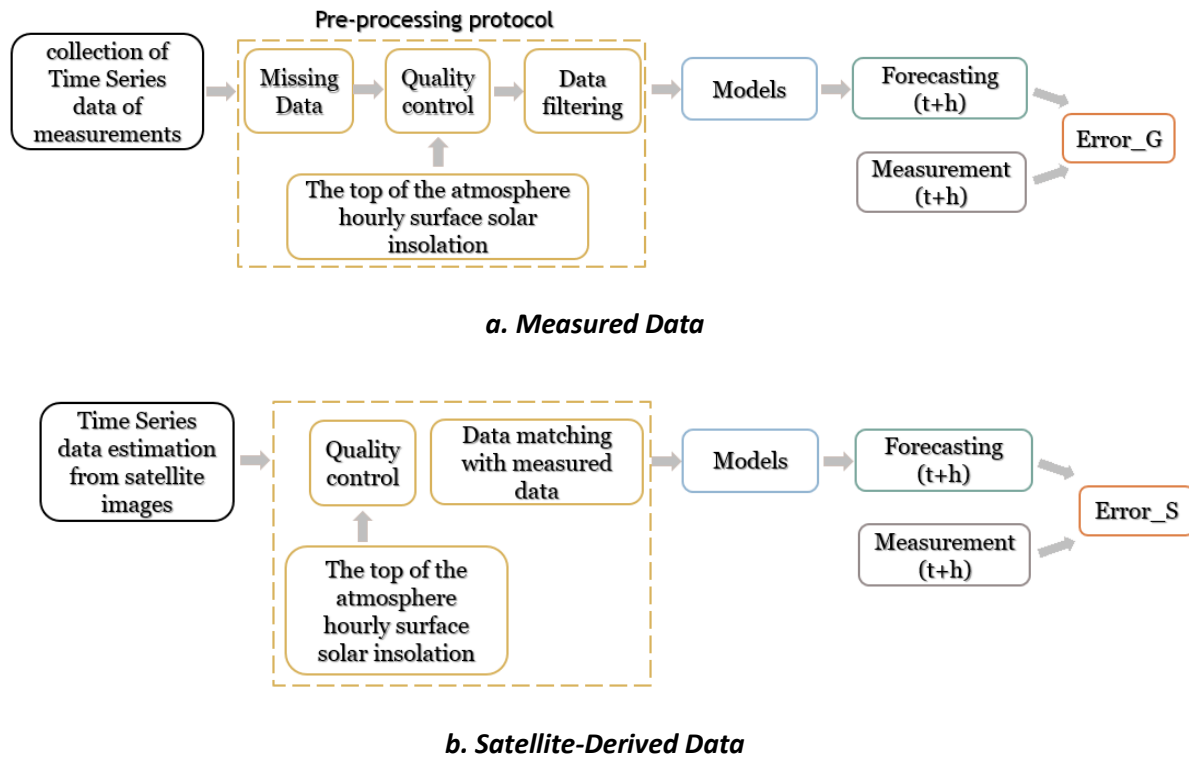 Pre-processing protocol
collection of
Time Series
data of
measurements
Missing
Data
Quality
control
Data
filtering
The top of the atmosphere
hourly surface solar
insolation
Models
Forecasting
(t+h)
Measurement
(t+h)
Error_G
a. Measured Data
Time Series
data estimation
from satellite
images
Quality
control
Data matching
with measured
data
The top of the
atmosphere
hourly surface
solar insolation
Models
Forecasting
(t+h)
Measurement
(t+h)
Error_S
b. Satellite-Derived Data